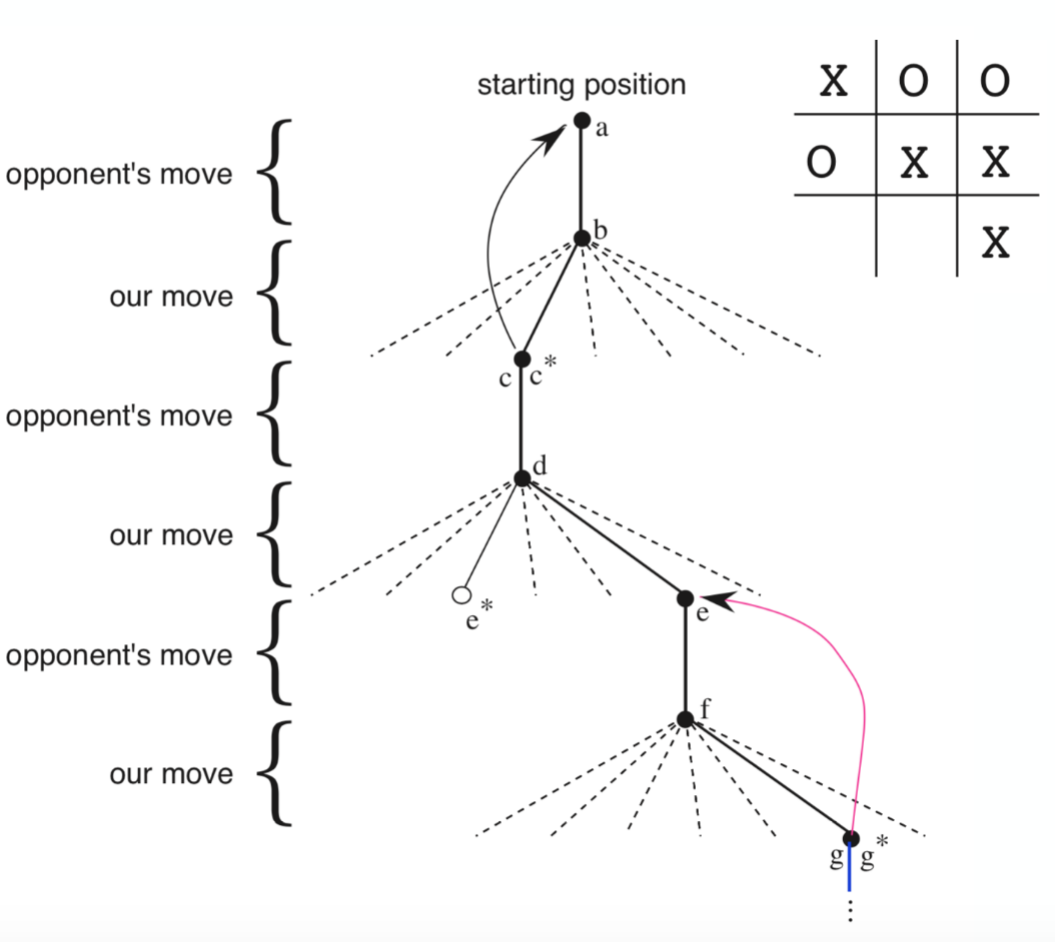 starting position
X O O
a
opponent's move
O X X
b
our move
X
c c*
opponent's move
d
our move
e*
e
opponent's move
f
our move
g g*
⋮